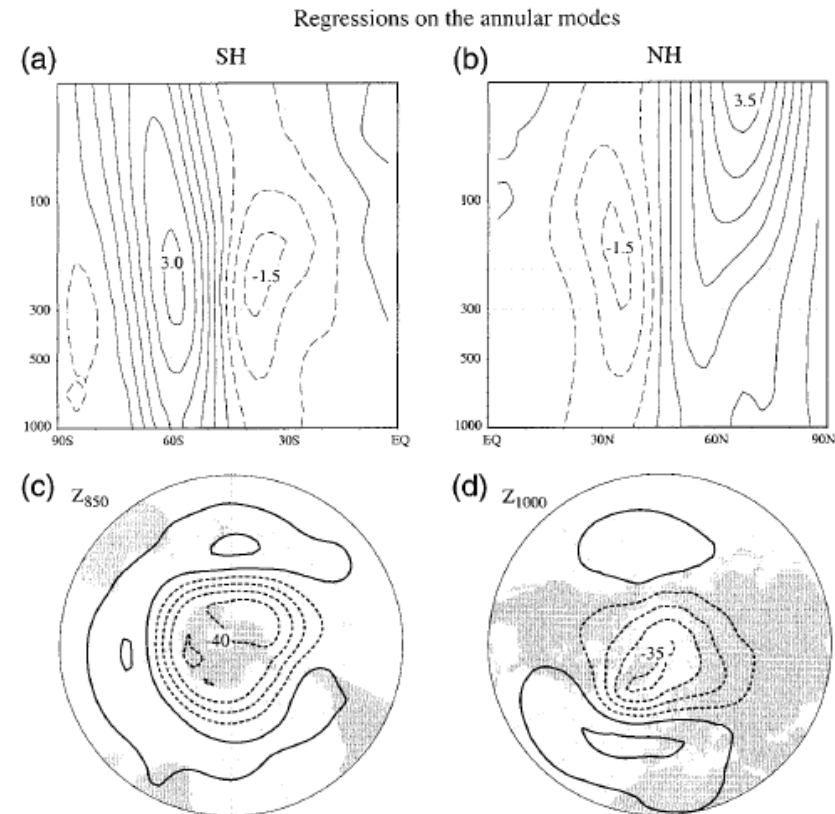 Regressions on the annular modes
(a) SH
(b) NH
3.5
100
3.0
-1.5
300
500
1000
90S 60S 30S EQ
100
-1.5
300
500
1000
EQ 30N 60N 90N
(c) Z850
-40
(d) Z1000
-35